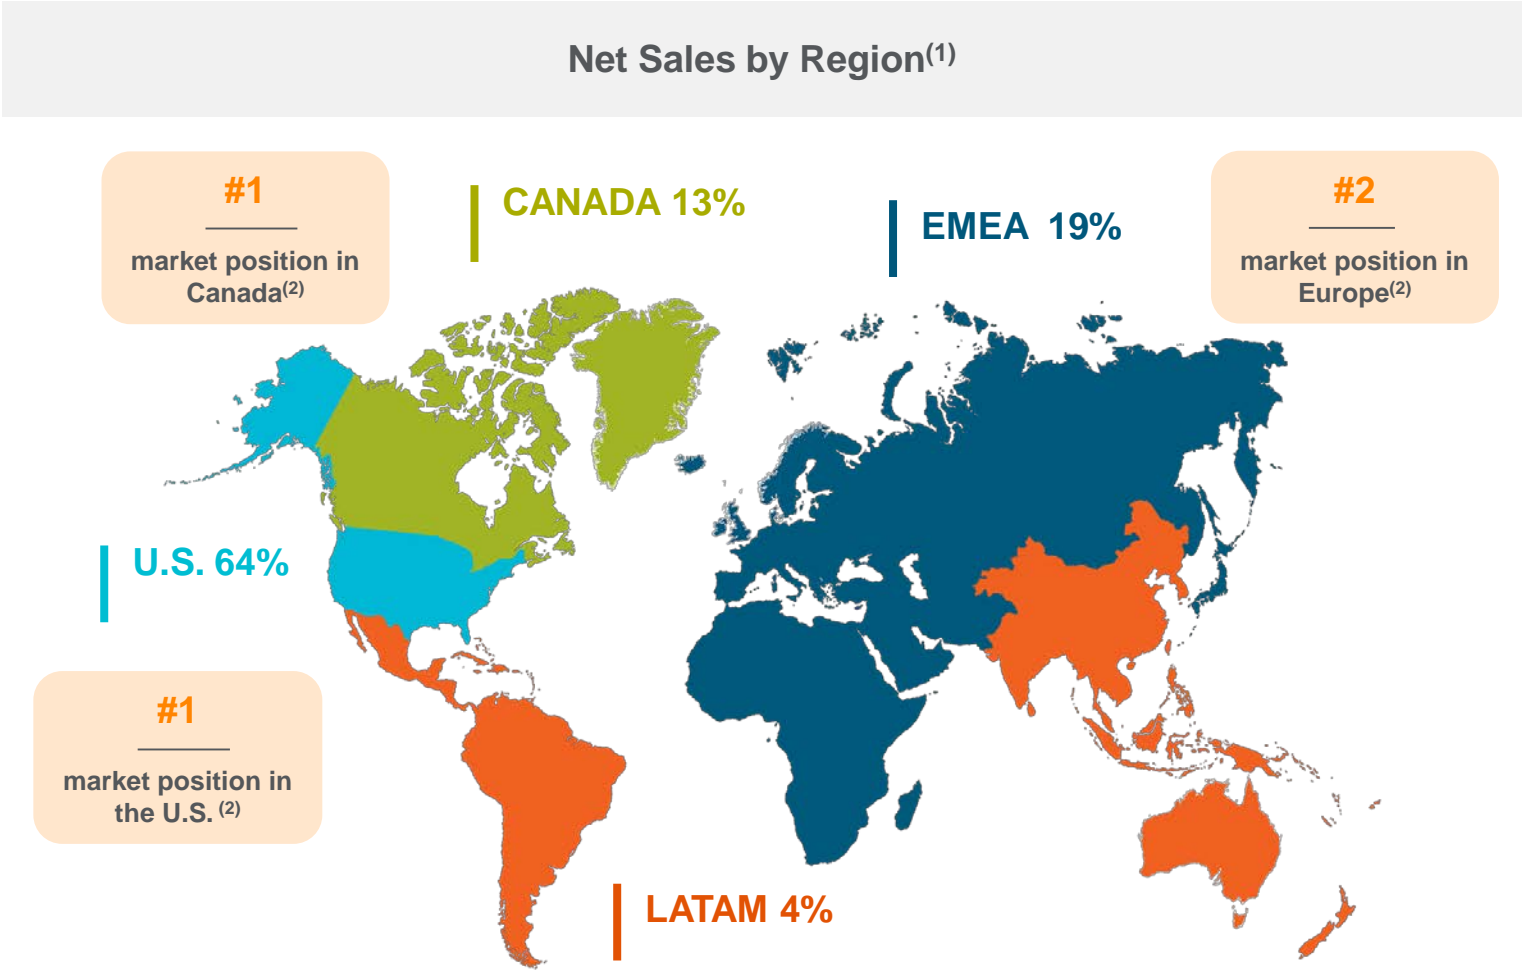 Net Sales by Region(1)
#1
market position in
Canada(2)
CANADA 13%
EMEA 19%
#2
market position in
Europe(2)
U.S. 64%
#1
market position in
the U.S. (2)
LATAM 4%